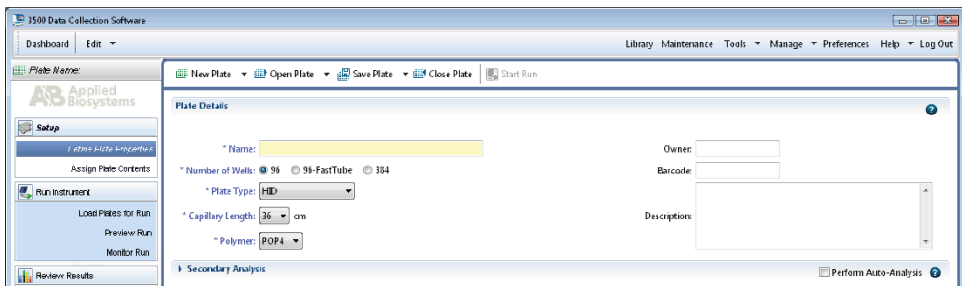 3500 Data Collection Software
Dashboard Edit Library Maintenance Tools Manage Preferences Help Log Out
Plate Name:
New Plate Open Plate Save Plate Close Plate Start Run
AB Applied Biosystems
Plate Details
Setup
Define Plate Properties
* Name:
Owner:
Assign Plate Contents
* Number of Wells: 96 96-FastTube 384
Barcode:
Run Instrument
* Plate Type: HID
Load Plates for Run
* Capillary Length: 36 cm
Description:
Preview Run
* Polymer: POP4
Monitor Run
Review Results
Secondary Analysis
Perform Auto-Analysis